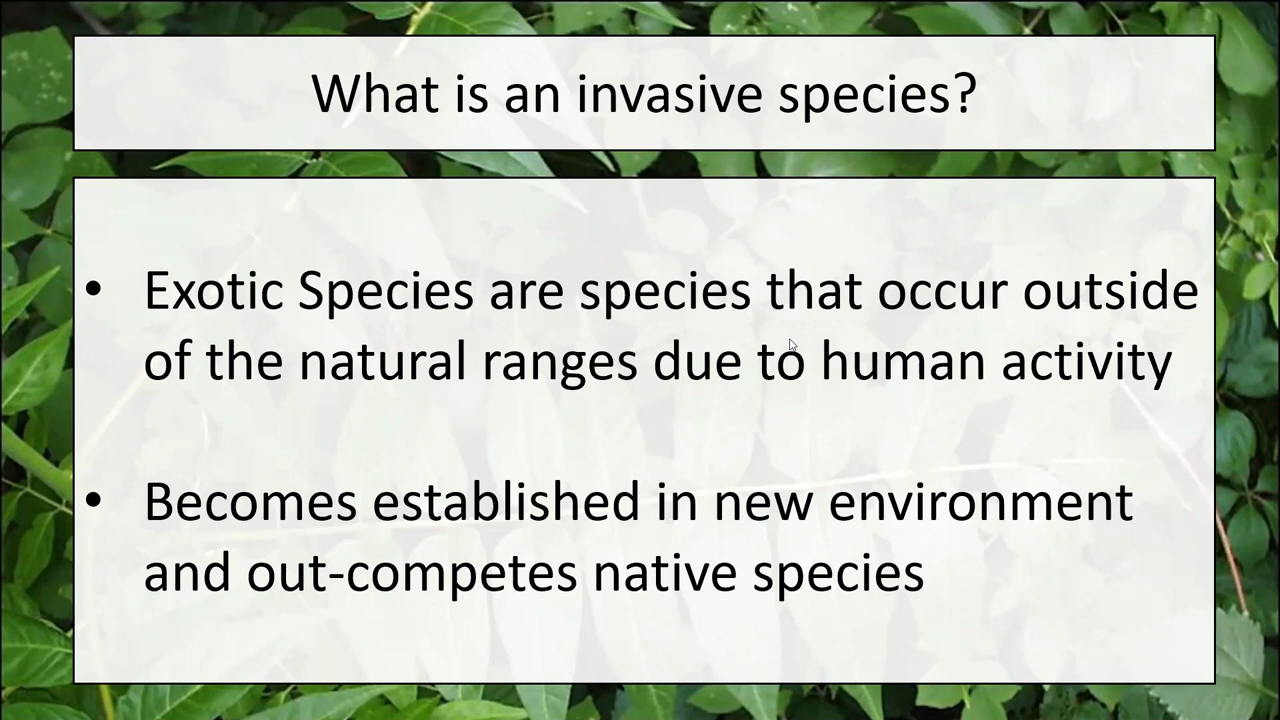 What is an invasive species?
• Exotic Species are species that occur outside
of the natural ranges due to human activity
• Becomes established in new environment
and out-competes native species